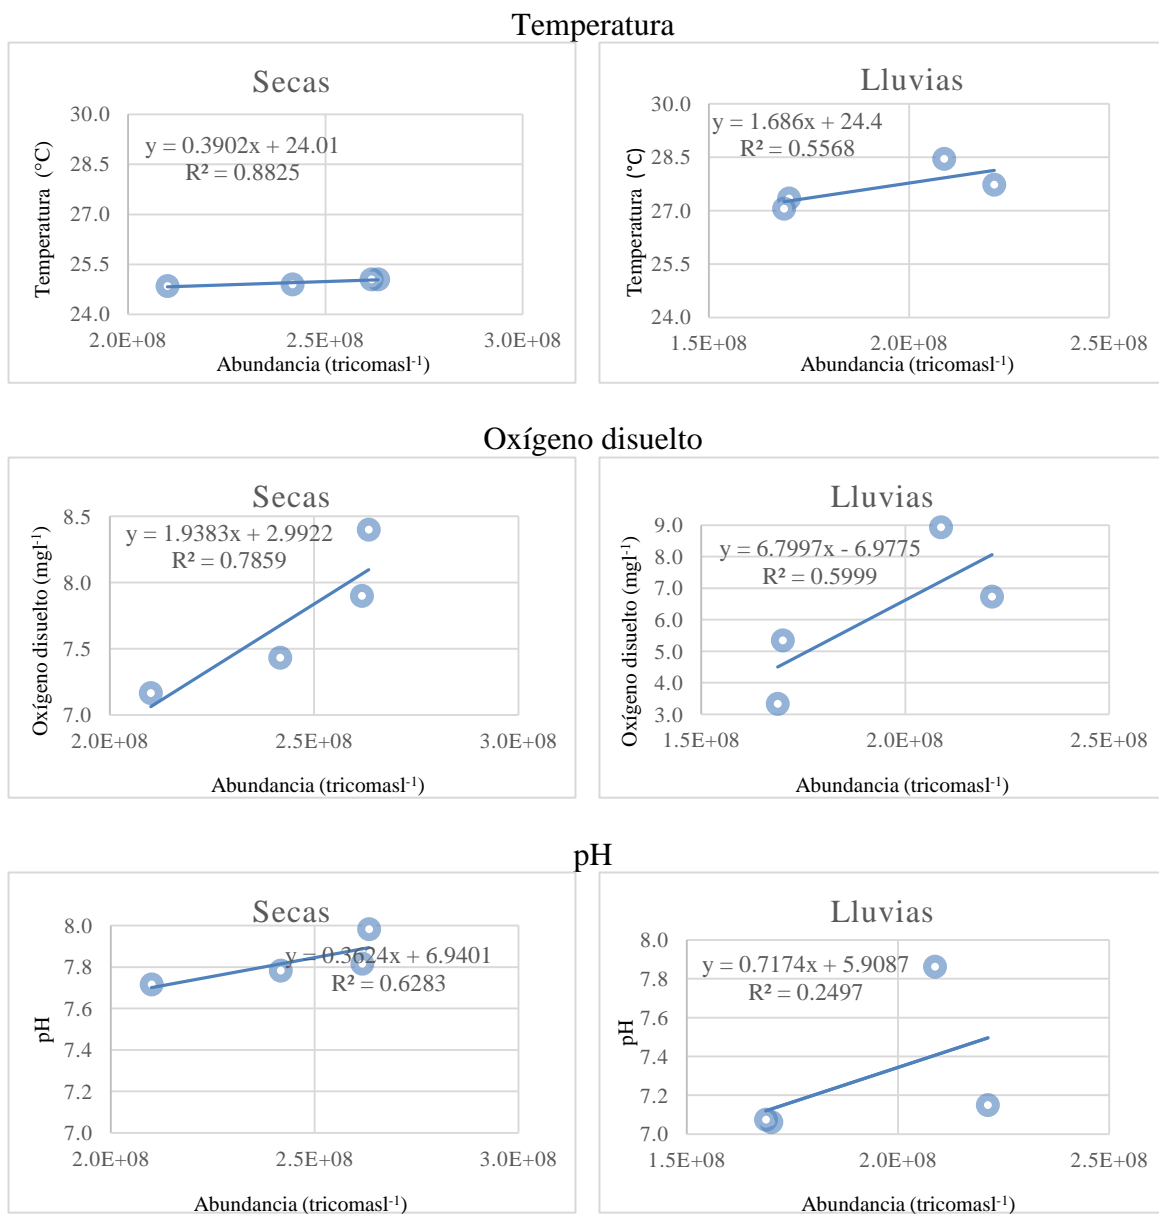 Temperatura
Secas
30.0
28.5
27.0
25.5
24.0
y = 0.3902x + 24.01
R² = 0.8825
2.0E+08 2.5E+08 3.0E+08
Temperatura (°C)
Abundancia (tricomasl-1)
Lluvias
30.0
28.5
27.0
25.5
24.0
y = 1.686x + 24.4
R² = 0.5568
1.5E+08 2.0E+08 2.5E+08
Temperatura (°C)
Abundancia (tricomasl-1)
Oxígeno disuelto
Secas
8.5
8.0
7.5
7.0
y = 1.9383x + 2.9922
R² = 0.7859
2.0E+08 2.5E+08 3.0E+08
Oxígeno disuelto (mgl-1)
Abundancia (tricomasl-1)
Lluvias
9.0
8.0
7.0
6.0
5.0
4.0
3.0
y = 6.7997x - 6.9775
R² = 0.5999
1.5E+08 2.0E+08 2.5E+08
Oxígeno disuelto (mgl-1)
Abundancia (tricomasl-1)
pH
Secas
8.0
7.8
7.6
7.4
7.2
7.0
y = 0.3624x + 6.9401
R² = 0.6283
2.0E+08 2.5E+08 3.0E+08
pH
Abundancia (tricomasl-1)
Lluvias
8.0
7.8
7.6
7.4
7.2
7.0
y = 0.7174x + 5.9087
R² = 0.2497
1.5E+08 2.0E+08 2.5E+08
pH
Abundancia (tricomasl-1)